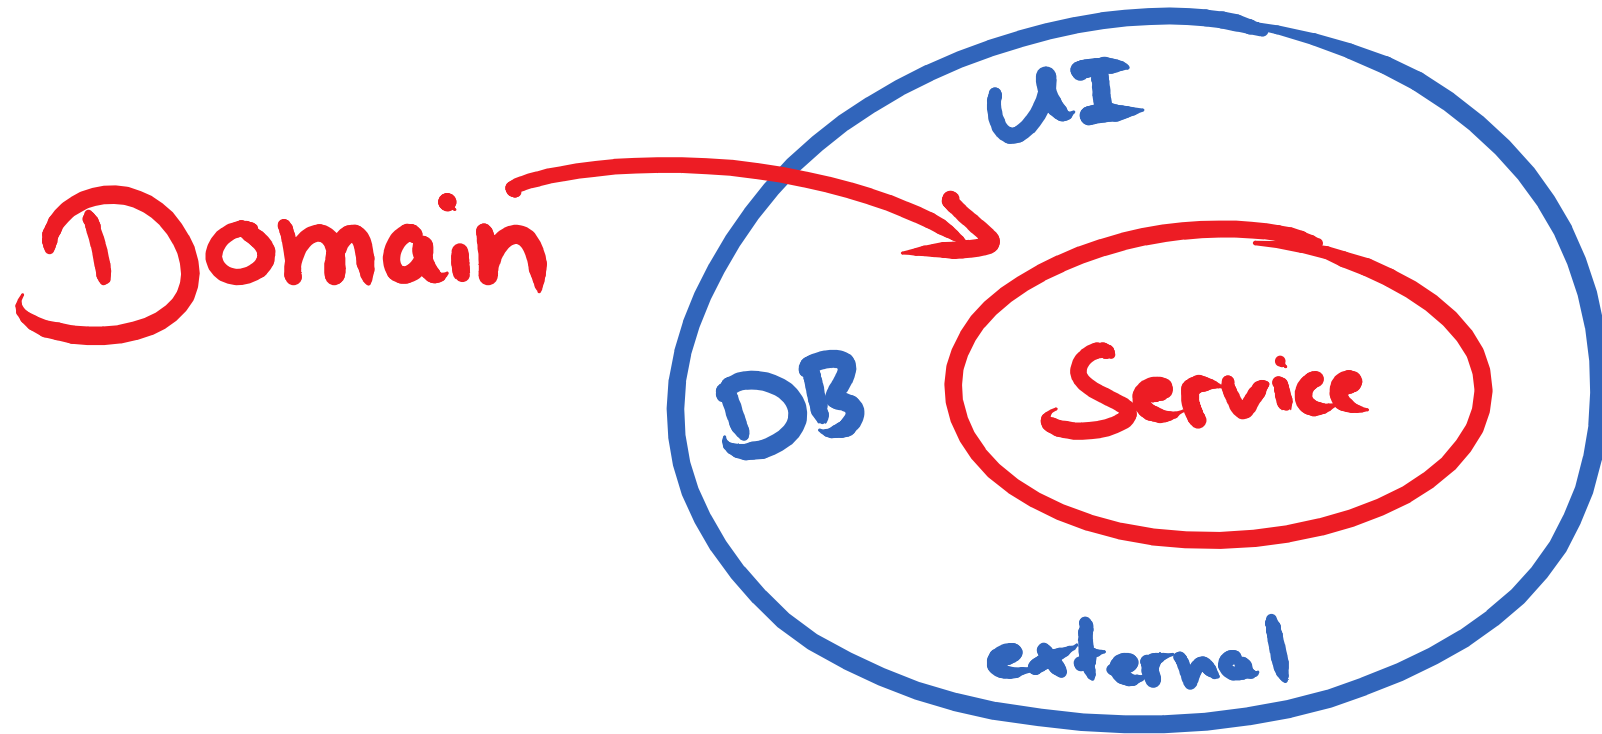 UI
Domain
DB
Service
external